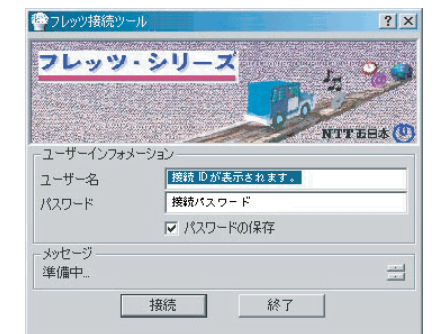 フレッツ接続ツール
フレッツ・シリーズ
NTT西日本
ユーザーインフォメーション
ユーザー名
接続 IDが表示されます。
パスワード
接続パスワード
パスワードの保存
メッセージ
準備中...
接続
終了